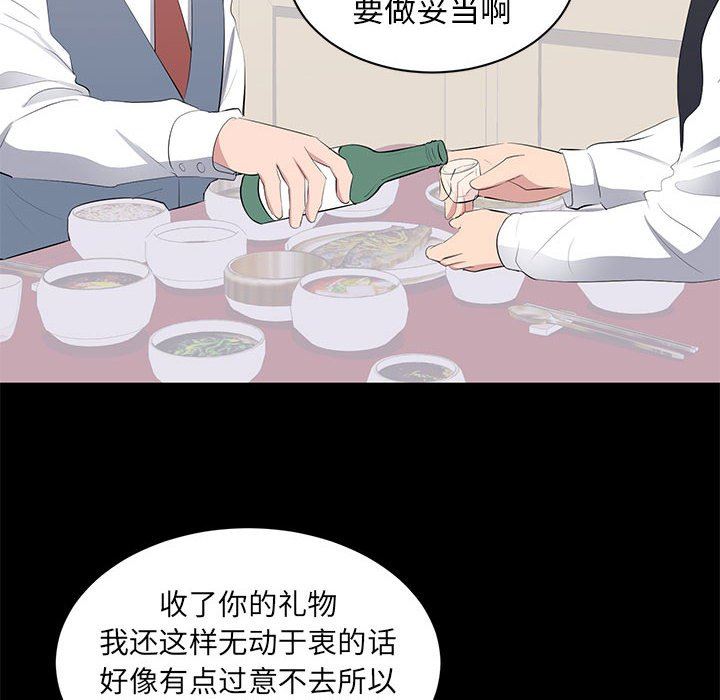 要做妥当啊
收了你的礼物
我还这样无动于衷的话
好像有点过意不去所以